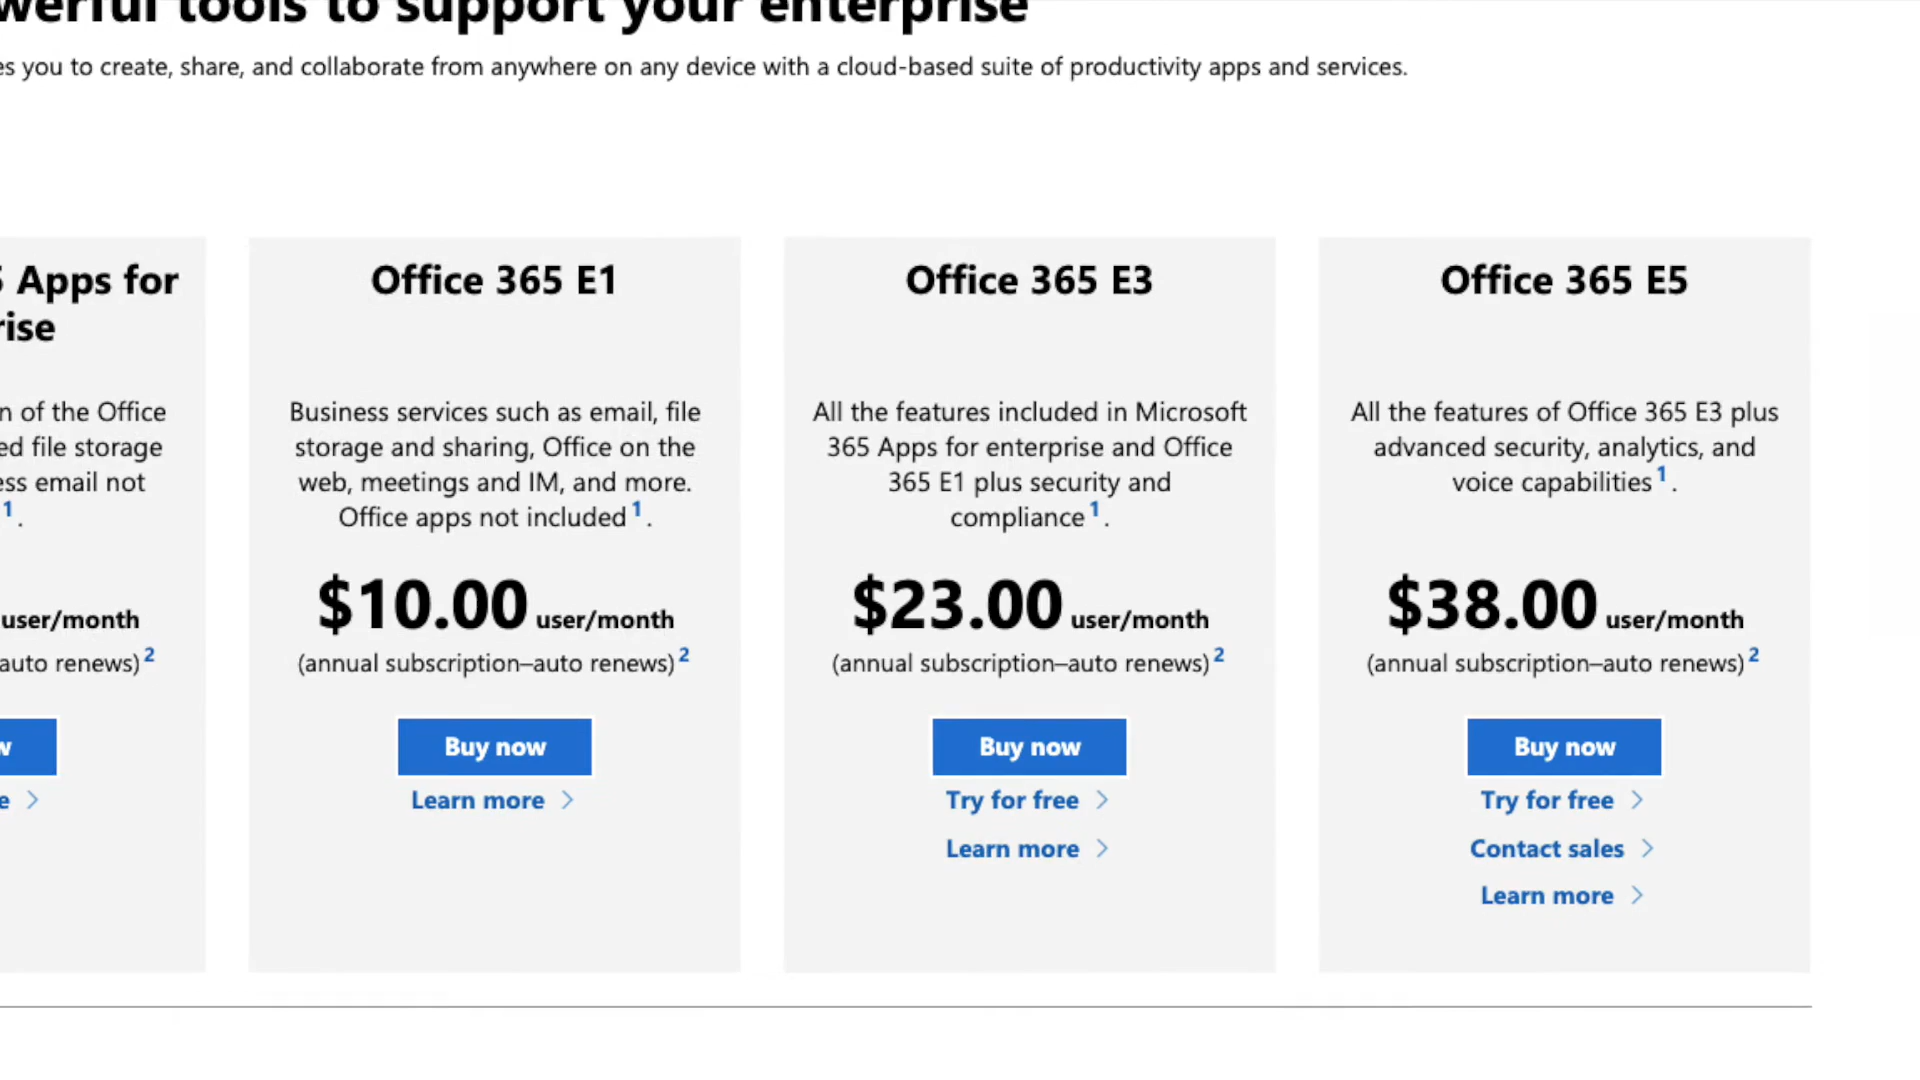 to support your enterprise
you to create, share, and collaborate from anywhere on any device with a cloud-based suite of productivity apps and services.
Apps for
n of the Office
file storage
email not
1.
user/month
auto renews) 2
Office 365 E1
Business services such as email, file
storage and sharing, Office on the
web, meetings and IM, and more.
Office apps not included 1.
$10.00 user/month
(annual subscription–auto renews) 2
Buy now
Learn more
Office 365 E3
All the features included in Microsoft
365 Apps for enterprise and Office
365 E1 plus security and
compliance 1.
$23.00 user/month
(annual subscription–auto renews) 2
Buy now
Try for free
Learn more
Office 365 E5
All the features of Office 365 E3 plus
advanced security, analytics, and
voice capabilities 1.
$38.00 user/month
(annual subscription–auto renews) 2
Buy now
Try for free
Contact sales
Learn more